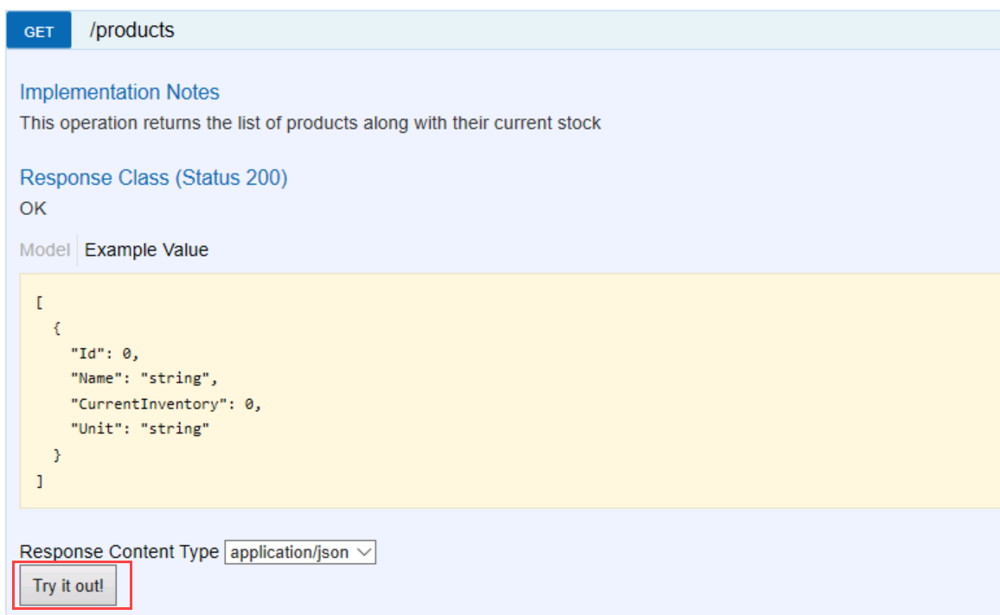 GET /products
Implementation Notes
This operation returns the list of products along with their current stock
Response Class (Status 200)
OK
Model Example Value
[
{
"Id": 0,
"Name": "string",
"CurrentInventory": 0,
"Unit": "string"
}
]
Response Content Type application/json
Try it out!